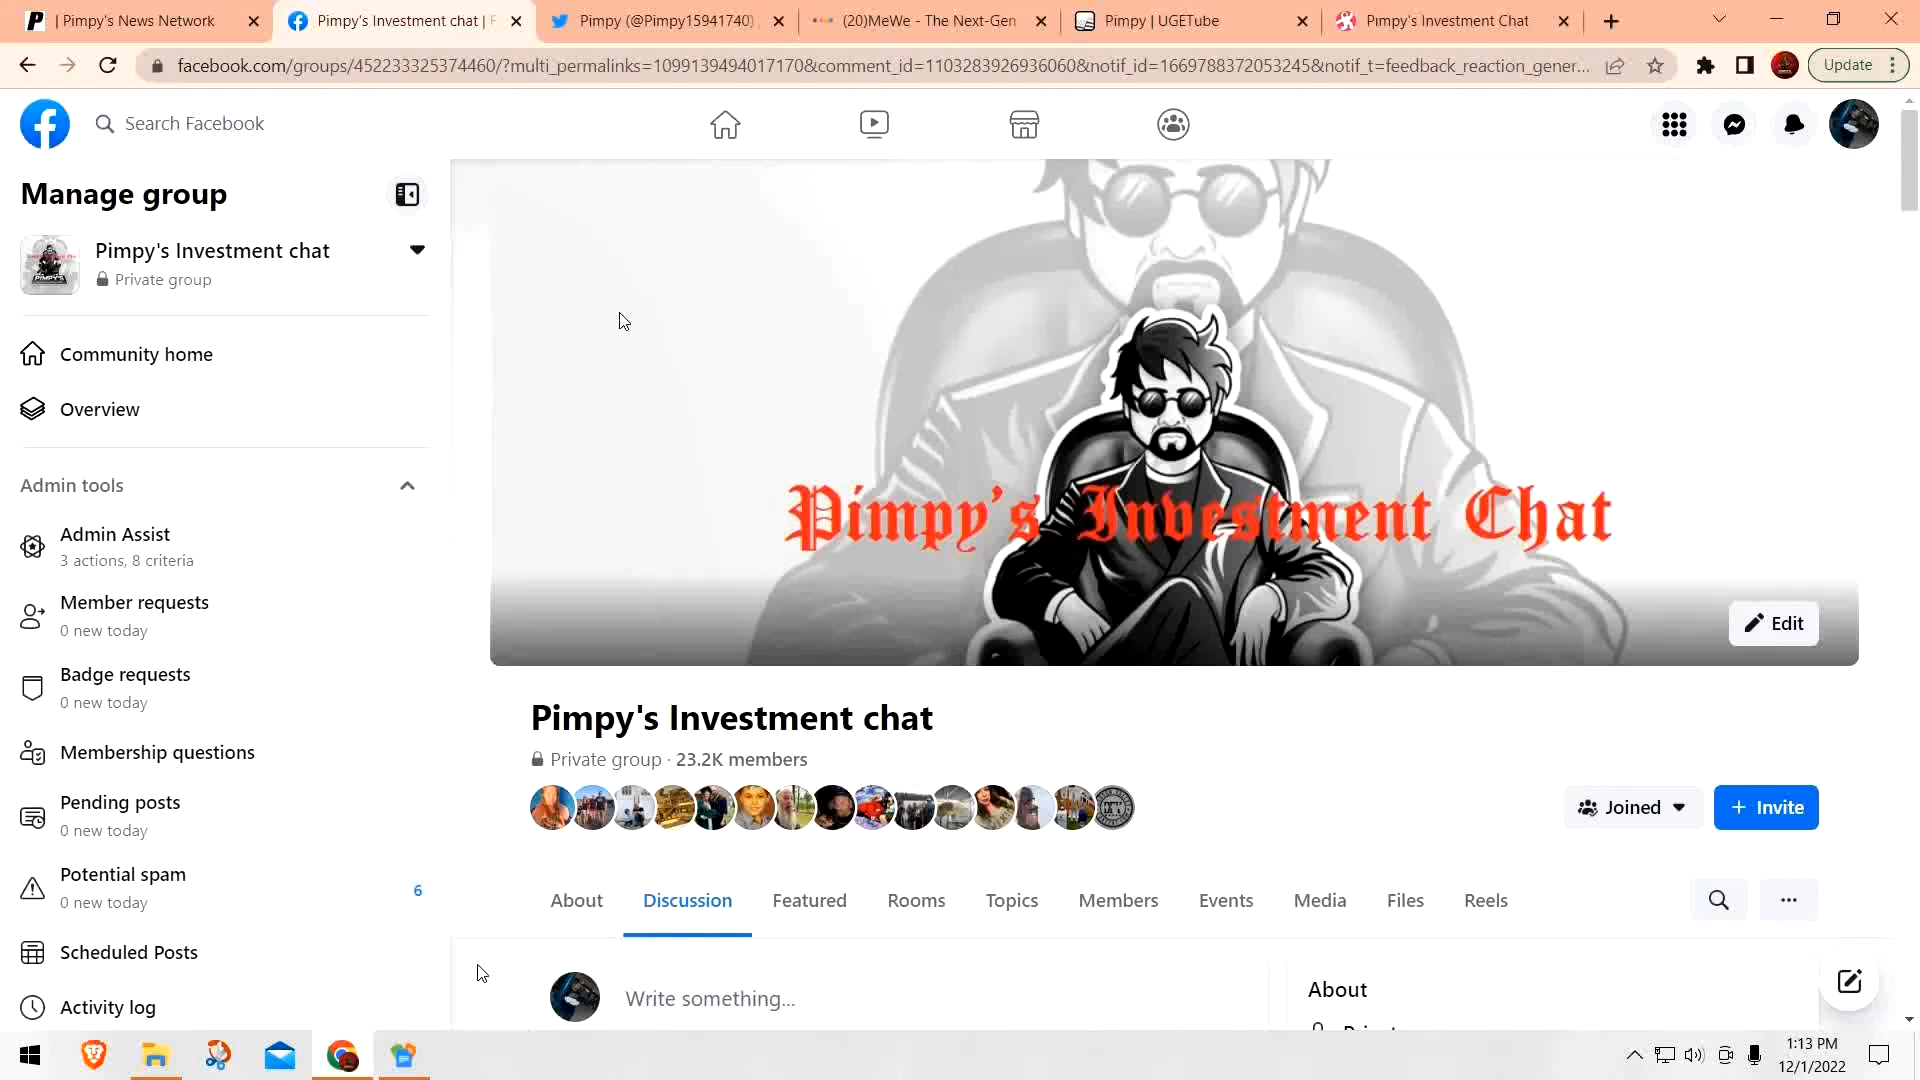 | Pimpy's News Network
Pimpy's Investment chat | F
Pimpy (@Pimpy15941740)
(20)MeWe - The Next-Gen
Pimpy | UGETube
Pimpy's Investment Chat
facebook.com/groups/452233325374460/?multi_permalinks=1099139494017170&comment_id=1103283926936060&notif_id=1669788372053245&notif_t=feedback_reaction_gener...
Update
Search Facebook
Manage group
Pimpy's Investment chat
Private group
Community home
Overview
Admin tools
Admin Assist
3 actions, 8 criteria
Member requests
0 new today
Badge requests
0 new today
Membership questions
Pending posts
0 new today
Potential spam
0 new today
6
Scheduled Posts
Activity log
Pimpy's Investment Chat
Edit
Pimpy's Investment chat
Private group · 23.2K members
Joined
+ Invite
About
Discussion
Featured
Rooms
Topics
Members
Events
Media
Files
Reels
Write something...
About
1:13 PM
12/1/2022